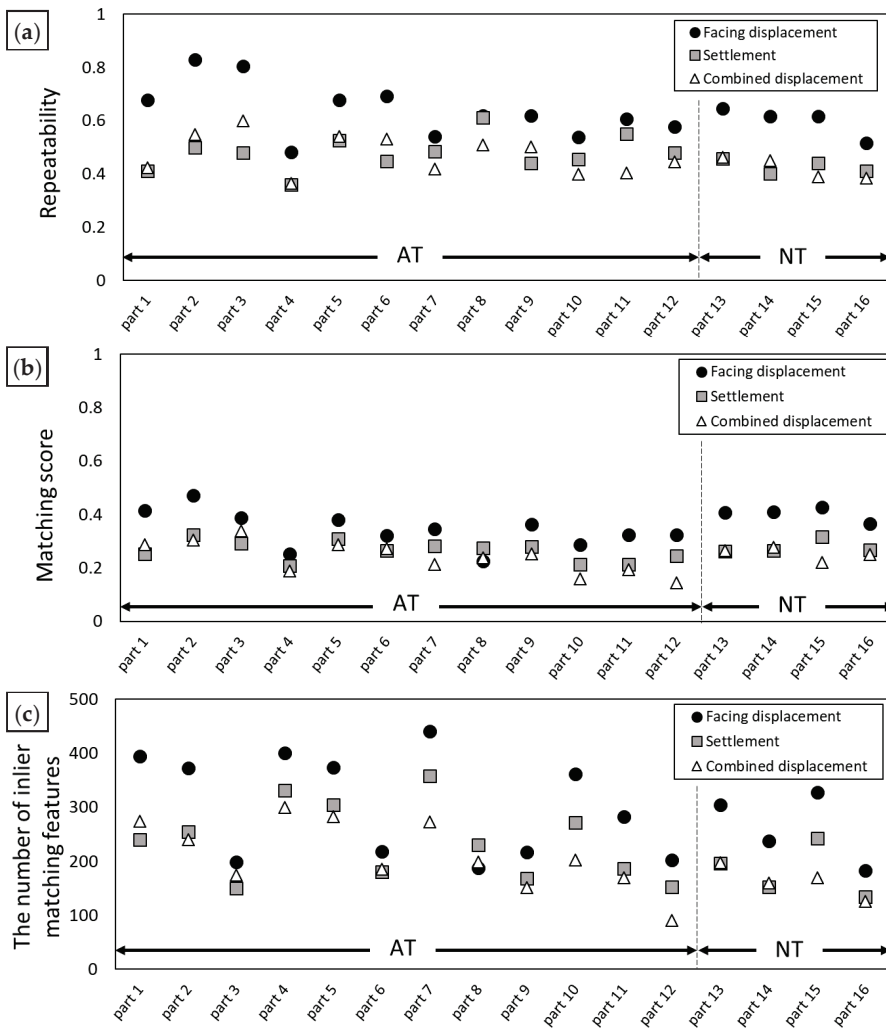 (a)
Repeatability
1
0.8
0.6
0.4
0.2
0
Facing displacement
Settlement
Combined displacement
AT
NT
part 1
part 2
part 3
part 4
part 5
part 6
part 7
part 8
part 9
part 10
part 11
part 12
part 13
part 14
part 15
part 16
(b)
Matching score
1
0.8
0.6
0.4
0.2
0
Facing displacement
Settlement
Combined displacement
AT
NT
part 1
part 2
part 3
part 4
part 5
part 6
part 7
part 8
part 9
part 10
part 11
part 12
part 13
part 14
part 15
part 16
(c)
The number of inlier
matching features
500
400
300
200
100
0
Facing displacement
Settlement
Combined displacement
AT
NT
part 1
part 2
part 3
part 4
part 5
part 6
part 7
part 8
part 9
part 10
part 11
part 12
part 13
part 14
part 15
part 16